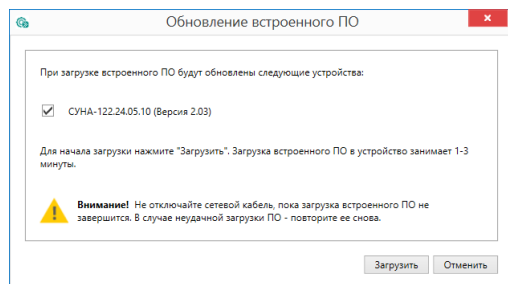 Обновление встроенного ПО
При загрузке встроенного ПО будут обновлены следующие устройства:
СУНА-122.24.05.10 (Версия 2.03)
Для начала загрузки нажмите "Загрузить". Загрузка встроенного ПО в устройство занимает 1-3
минуты.
Внимание! Не отключайте сетевой кабель, пока загрузка встроенного ПО не
завершится. В случае неудачной загрузки ПО - повторите ее снова.
Загрузить Отменить